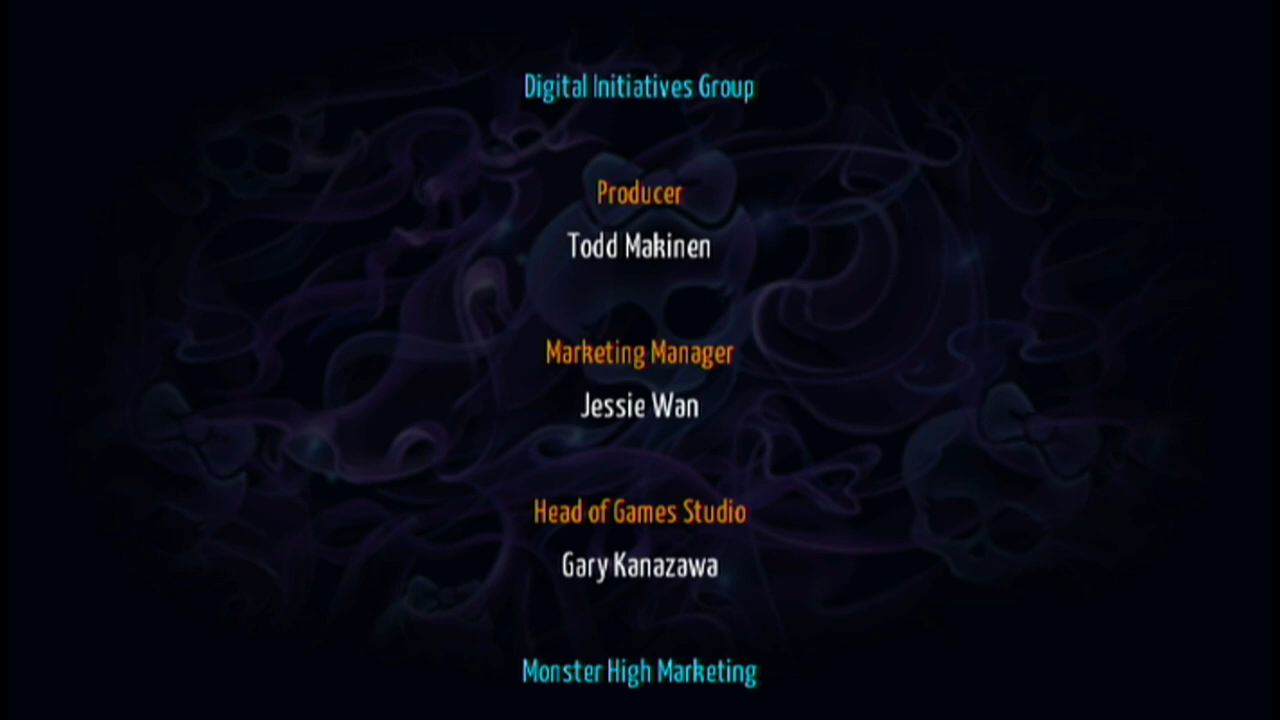 Digital Initiatives Group
Producer
Todd Makinen
Marketing Manager
Jessie Wan
Head of Games Studio
Gary Kanazawa
Monster High Marketing